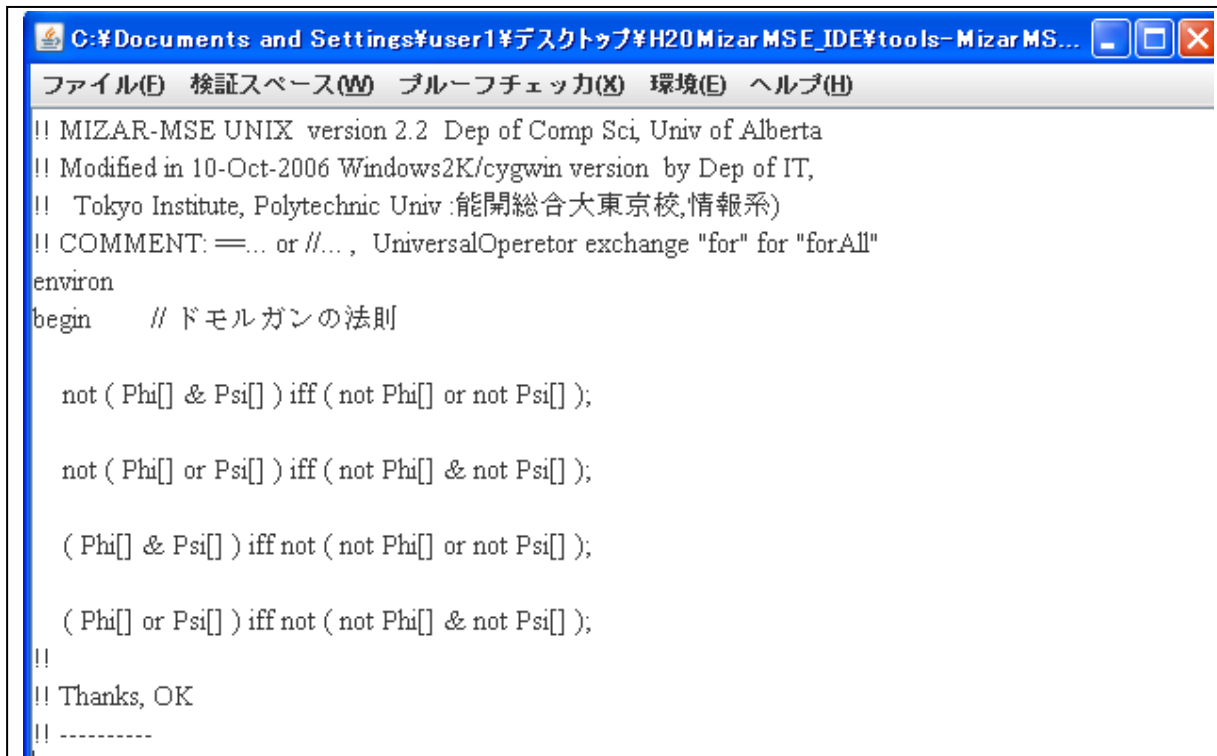 C:¥Documents and Settings¥user1¥デスクトップ¥H20MizarMSE_IDE¥tools-MizarMS...
ファイル(F) 検証スペース(W) プルーフチェッカ(X) 環境(E) ヘルプ(H)
!! MIZAR-MSE UNIX version 2.2 Dep of Comp Sci, Univ of Alberta
!! Modified in 10-Oct-2006 Windows2K/cygwin version by Dep of IT,
!! Tokyo Institute, Polytechnic Univ :能開総合大東京校,情報系)
!! COMMENT: ==... or //... , UniversalOperetor exchange "for" for "forAll"
environ
begin // ドモルガンの法則
not ( Phi[] & Psi[] ) iff ( not Phi[] or not Psi[] );
not ( Phi[] or Psi[] ) iff ( not Phi[] & not Psi[] );
( Phi[] & Psi[] ) iff not ( not Phi[] or not Psi[] );
( Phi[] or Psi[] ) iff not ( not Phi[] & not Psi[] );
!!
!! Thanks, OK
!! ----------